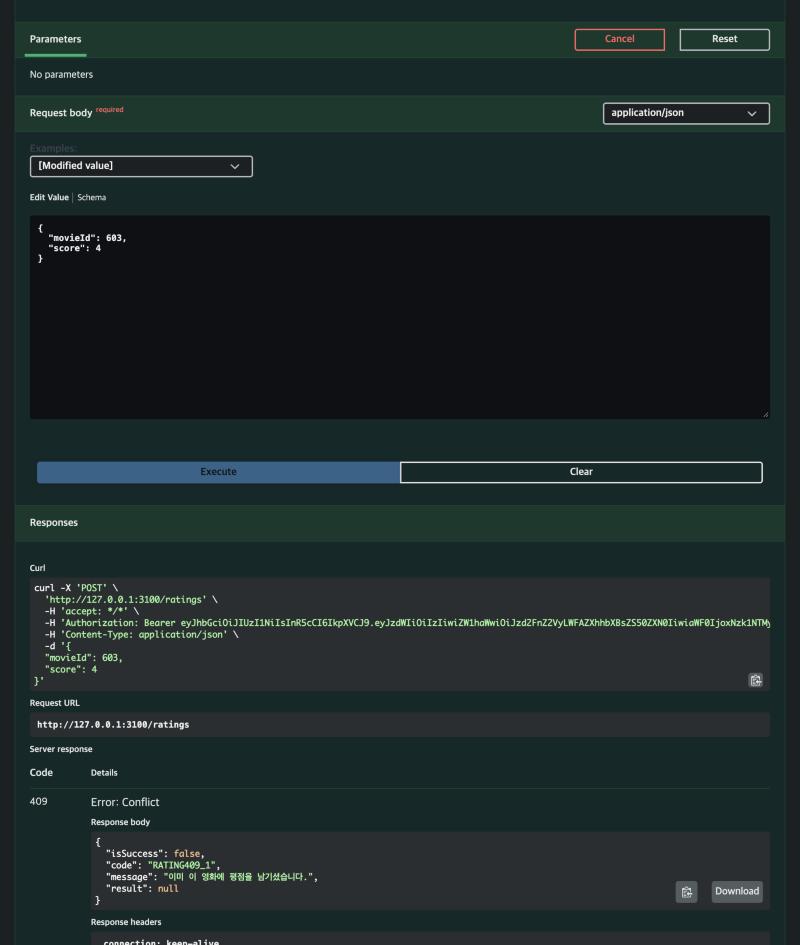 Parameters
Cancel
Reset
No parameters
Request body required
application/json
Examples:
[Modified value]
Edit Value | Schema
{
  "movieId": 603,
  "score": 4
}
Execute
Clear
Responses
Curl
curl -X 'POST' \
  'http://127.0.0.1:3100/ratings' \
  -H 'accept: */*' \
  -H 'Authorization: Bearer
  -H 'Content-Type: application/json' \
  -d '{
  "movieId": 603,
  "score": 4
}'
Request URL
http://127.0.0.1:3100/ratings
Server response
Code
Details
409
Error: Conflict
Response body
{
  "isSuccess": false,
  "code": "RATING409_1",
  "message": "이미 이 영화에 평점을 남기셨습니다.",
  "result": null
}
Download
Response headers
connection: keep-alive